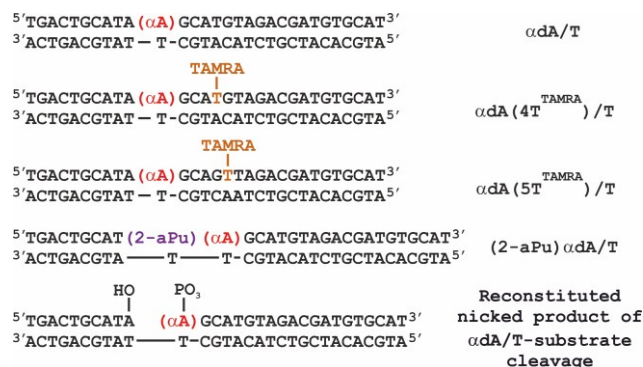 5′TGACTGCATA(αA)GCATGTAGACGATGTGCAT3′
3′ACTGACGTAT—T-CGTACATCTGCTACACGTA5′
αdA/T
TAMRA
5′TGACTGCATA(αA)GCATGTAGACGATGTGCAT3′
3′ACTGACGTAT—T-CGTACATCTGCTACACGTA5′
αdA(4TTAMRA)/T
TAMRA
5′TGACTGCATA(αA)GCAGTTAGACGATGTGCAT3′
3′ACTGACGTAT—T-CGTCAATCTGCTACACGTA5′
αdA(5TTAMRA)/T
5′TGACTGCAT(2-aPu)(αA)GCATGTAGACGATGTGCAT3′
3′ACTGACGTA——T——T-CGTACATCTGCTACACGTA5′
(2-aPu)αdA/T
HO PO3
5′TGACTGCATA (αA)GCATGTAGACGATGTGCAT3′
3′ACTGACGTAT——T-CGTACATCTGCTACACGTA5′
Reconstituted
nicked product of
αdA/T-substrate
cleavage